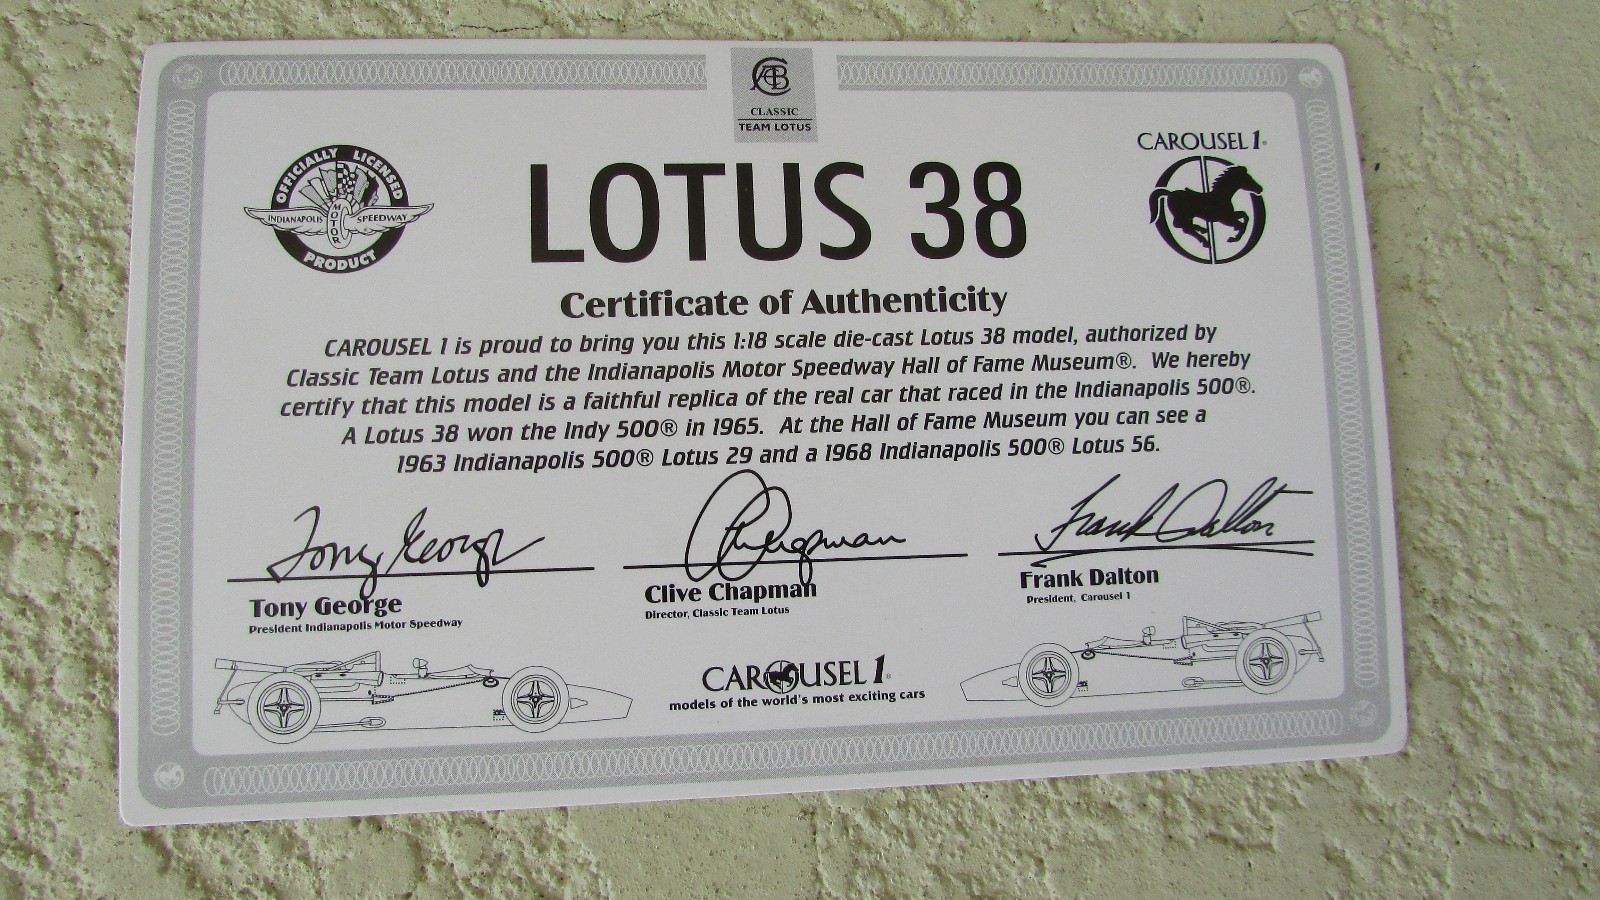 CLASSIC
TEAM LOTUS
OFFICIALLY LICENSED
INDIANAPOLIS MOTOR SPEEDWAY
PRODUCT
CAROUSEL 1®
LOTUS 38
Certificate of Authenticity
CAROUSEL 1 is proud to bring you this 1:18 scale die-cast Lotus 38 model, authorized by
Classic Team Lotus and the Indianapolis Motor Speedway Hall of Fame Museum®. We hereby
certify that this model is a faithful replica of the real car that raced in the Indianapolis 500®.
A Lotus 38 won the Indy 500® in 1965. At the Hall of Fame Museum you can see a
1963 Indianapolis 500® Lotus 29 and a 1968 Indianapolis 500® Lotus 56.
Tony George
Frank Dalton
Tony George
President Indianapolis Motor Speedway
Clive Chapman
Director, Classic Team Lotus
Frank Dalton
President, Carousel 1
CAROUSEL 1®
models of the world's most exciting cars